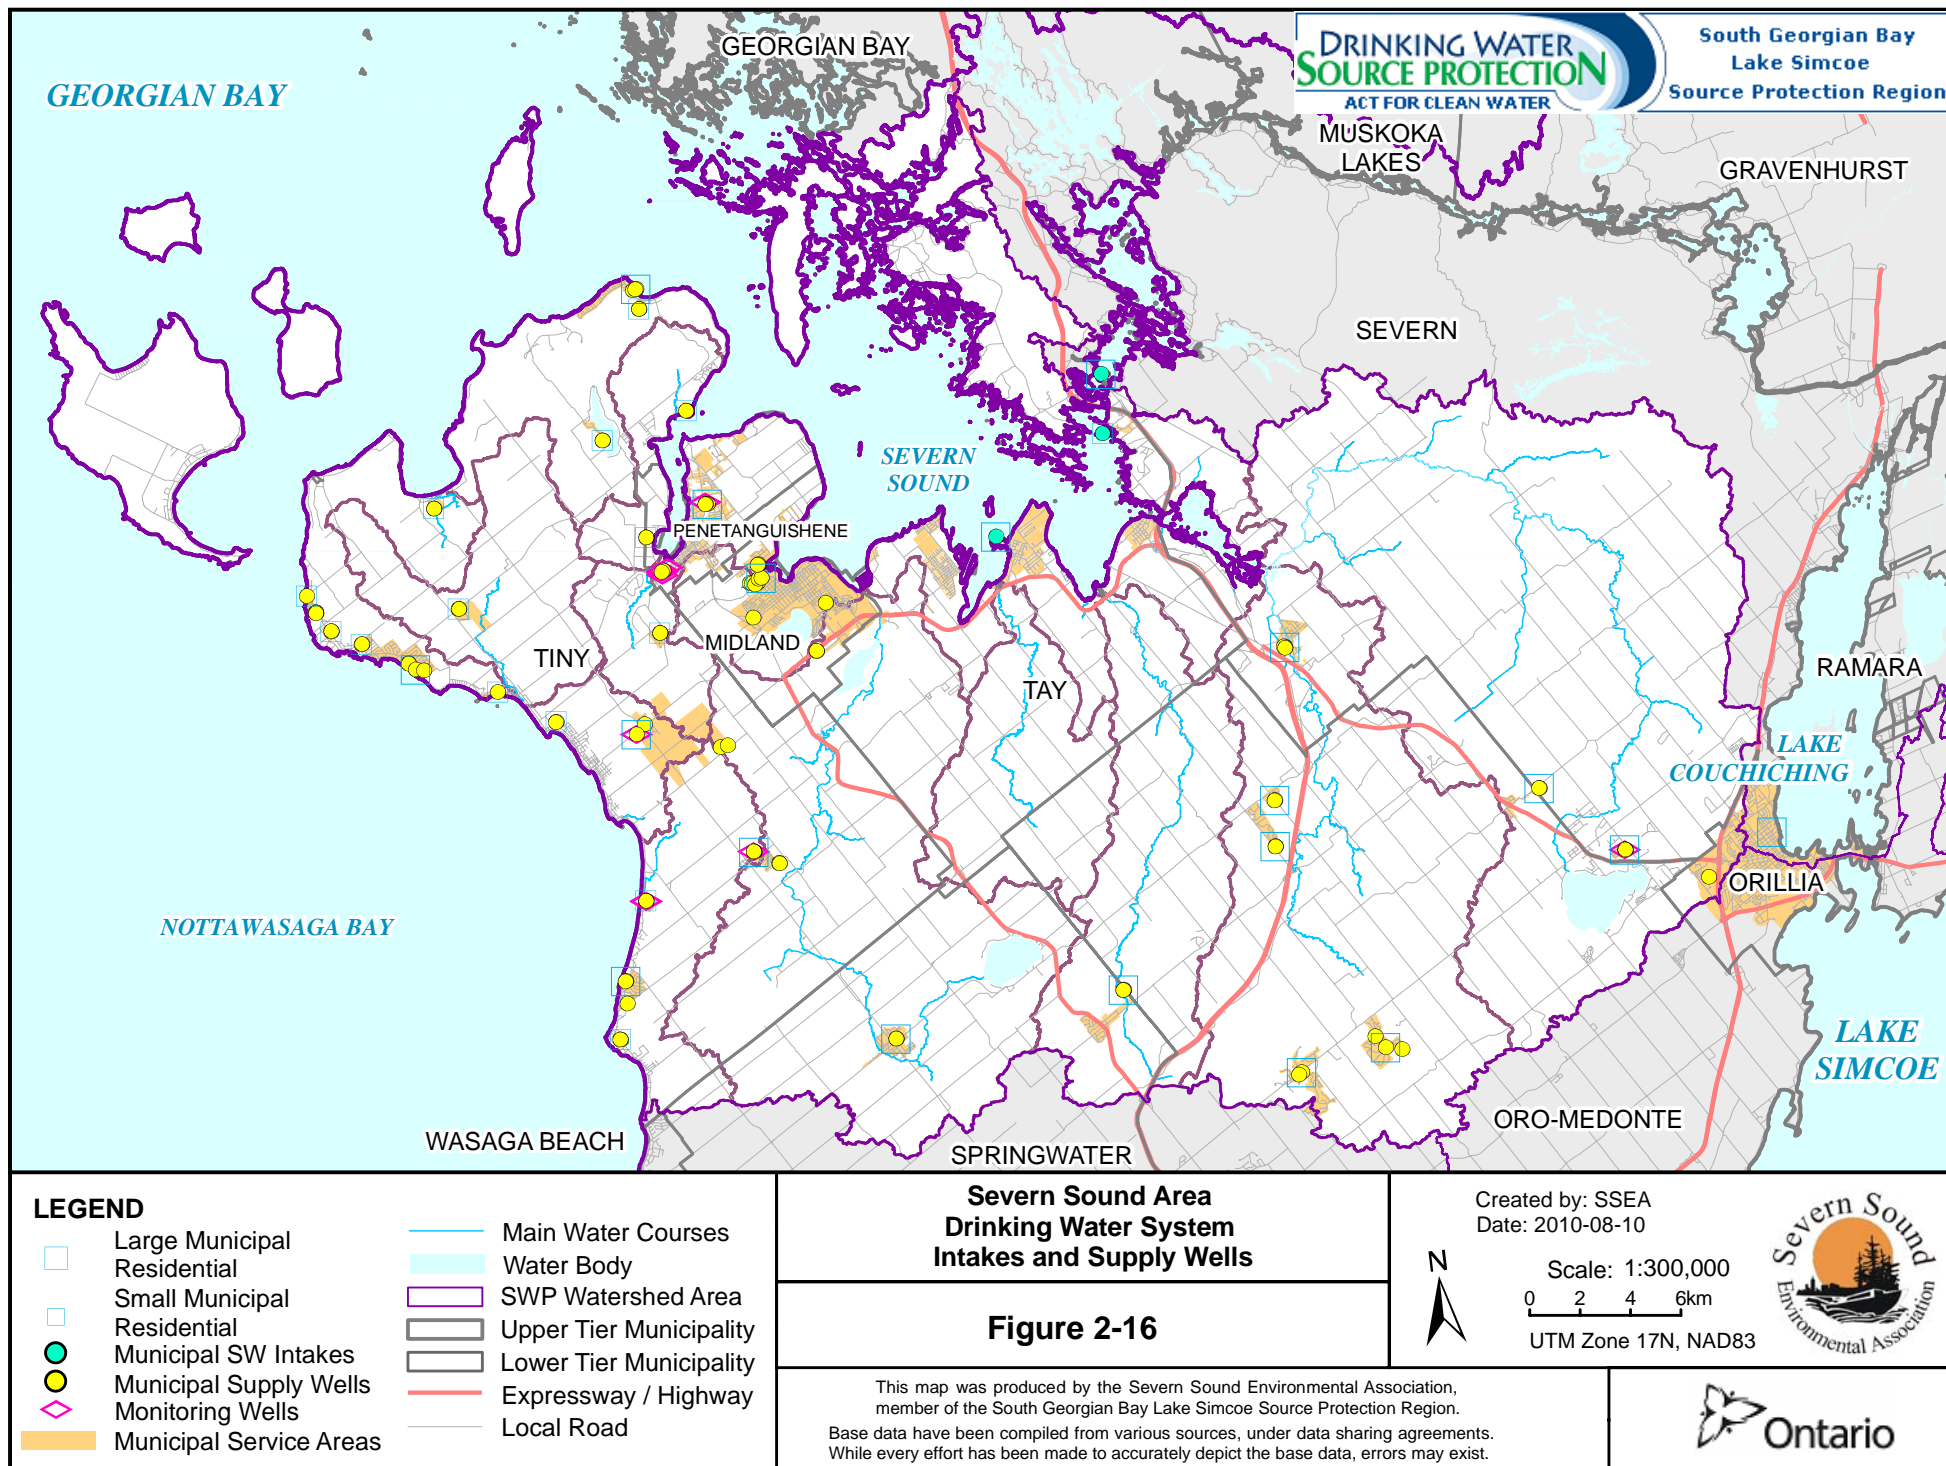 GEORGIAN BAY
GEORGIAN BAY
DRINKING WATER
SOURCE PROTECTION
ACT FOR CLEAN WATER
South Georgian Bay
Lake Simcoe
Source Protection Region
MUSKOKA
LAKES
GRAVENHURST
SEVERN
SEVERN
SOUND
PENETANGUISHENE
MIDLAND
TINY
TAY
RAMARA
LAKE
COUCHICHING
ORILLIA
NOTTAWASAGA BAY
LAKE
SIMCOE
ORO-MEDONTE
WASAGA BEACH
SPRINGWATER
LEGEND
Large Municipal
Residential
Small Municipal
Residential
Municipal SW Intakes
Municipal Supply Wells
Monitoring Wells
Municipal Service Areas
Main Water Courses
Water Body
SWP Watershed Area
Upper Tier Municipality
Lower Tier Municipality
Expressway / Highway
Local Road
Severn Sound Area
Drinking Water System
Intakes and Supply Wells
Figure 2-16
Created by: SSEA
Date: 2010-08-10
N
Scale: 1:300,000
0 2 4 6km
UTM Zone 17N, NAD83
Severn Sound
Environmental Association
This map was produced by the Severn Sound Environmental Association,
member of the South Georgian Bay Lake Simcoe Source Protection Region.
Base data have been compiled from various sources, under data sharing agreements.
While every effort has been made to accurately depict the base data, errors may exist.
Ontario